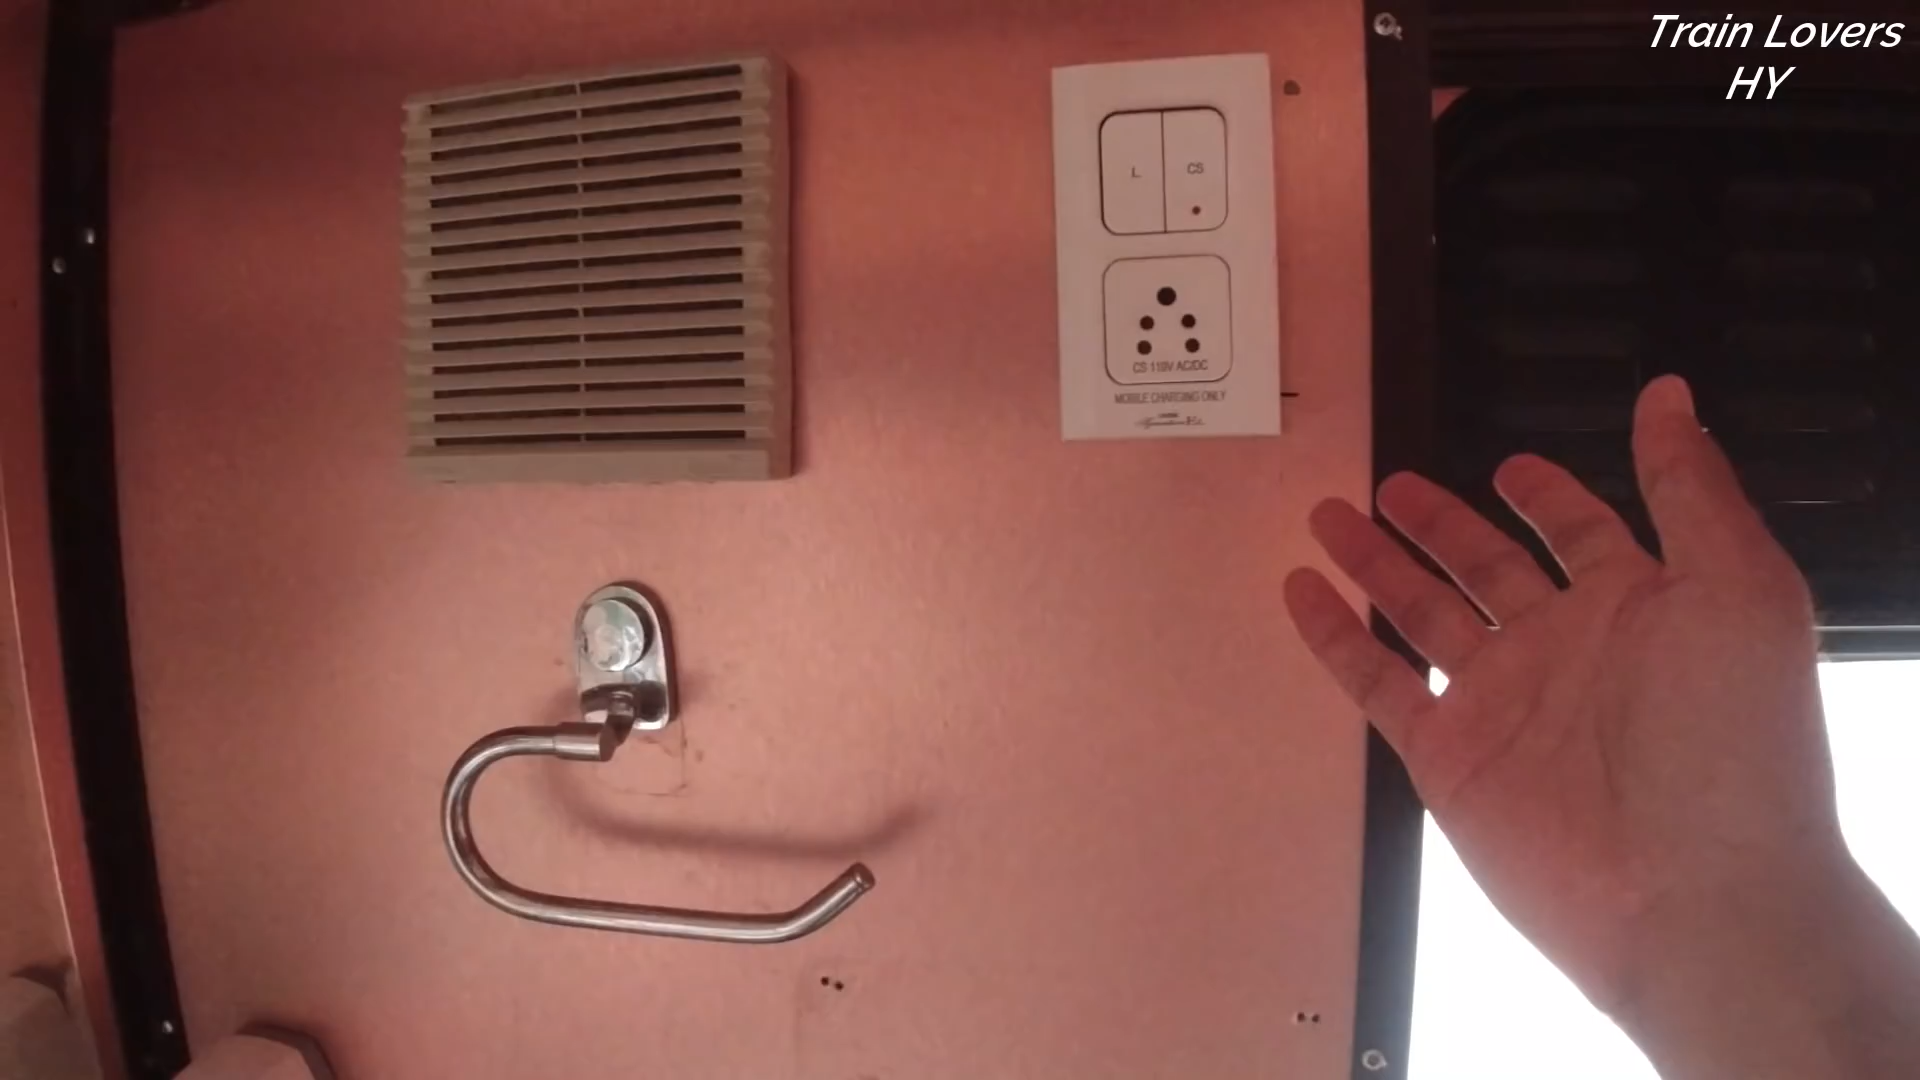 Train Lovers
HY
L
CS
CS 110V AC/DC
MOBILE CHARGING ONLY